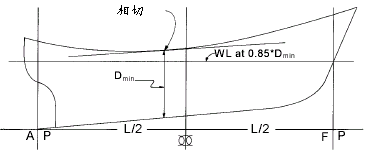 相切
WL at 0.85*Dmin
Dmin
A P L/2 L/2 F P